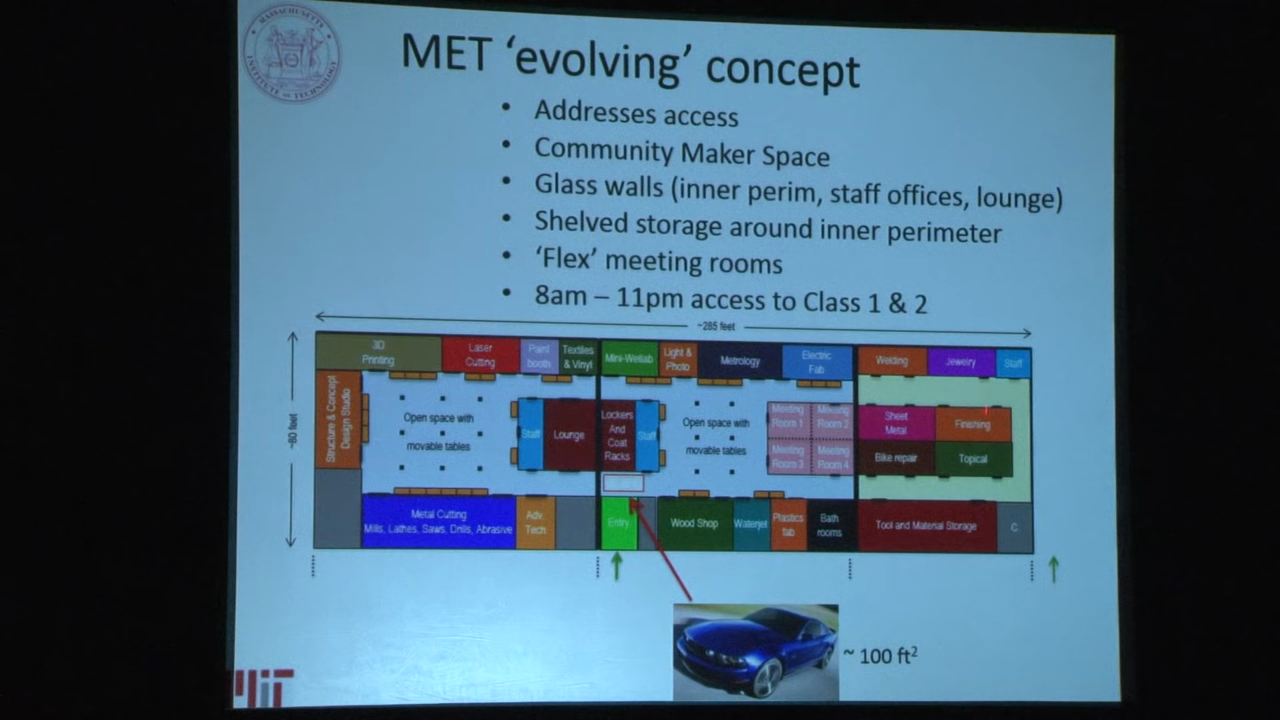 MASSACHUSETTS INSTITUTE OF TECHNOLOGY
MET ‘evolving’ concept
• Addresses access
• Community Maker Space
• Glass walls (inner perim, staff offices, lounge)
• Shelved storage around inner perimeter
• ‘Flex’ meeting rooms
• 8am – 11pm access to Class 1 & 2
~285 feet
~80 feet
3D
Printing
Laser
Cutting
Paint
booth
Textiles
& Vinyl
Mini-Wetlab
Light &
Photo
Metrology
Electric
Fab
Welding
Jewelry
Staff
Structure & Concept
Design Studio
Open space with
movable tables
Staff
Lounge
Lockers
And
Coat
Racks
Staff
Open space with
movable tables
Meeting
Room 1
Meeting
Room 2
Meeting
Room 3
Meeting
Room 4
Sheet
Metal
Finishing
Bike repair
Topical
Metal Cutting
Mills, Lathes, Saws, Drills, Abrasive
Adv.
Tech
Entry
Wood Shop
Waterjet
Plastics
fab
Bath
rooms
Tool and Material Storage
C
~ 100 ft²
MIT